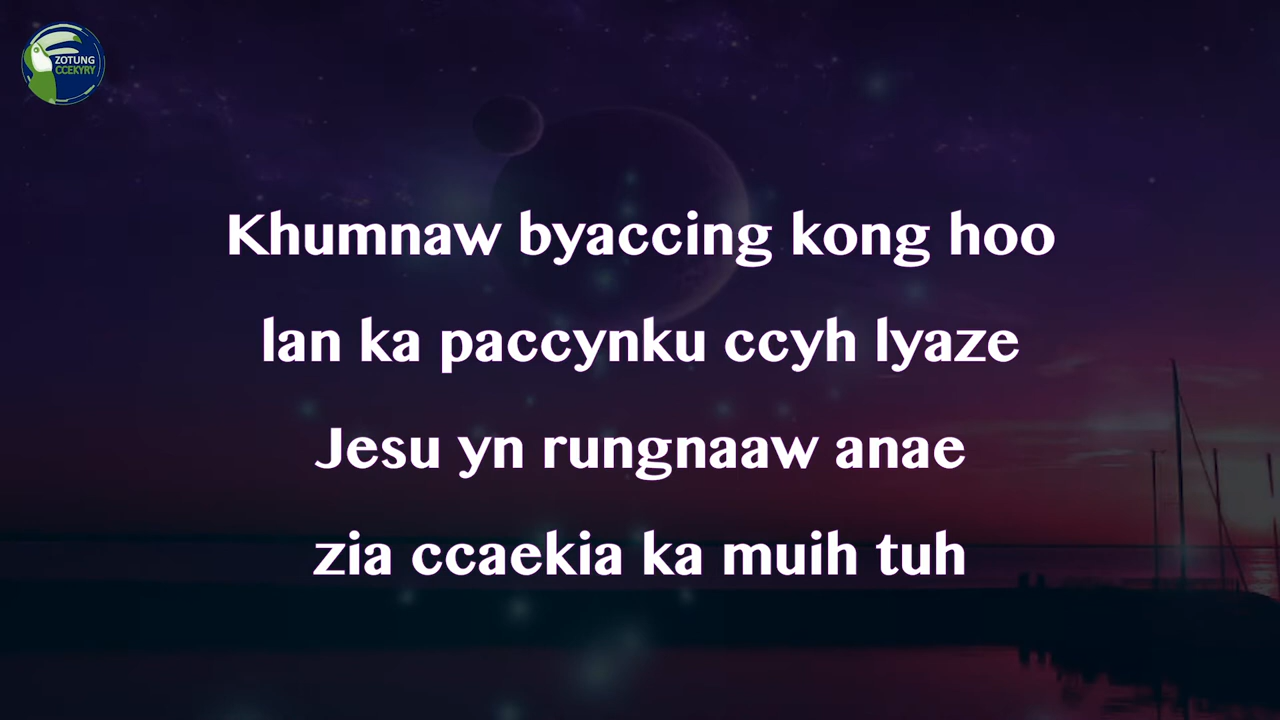 ZOTUNG
CCEKYRY
Khumnaw byaccing kong hoo
lan ka paccynku ccyh lyaze
Jesu yn rungnaaw anae
zia ccaekia ka muih tuh